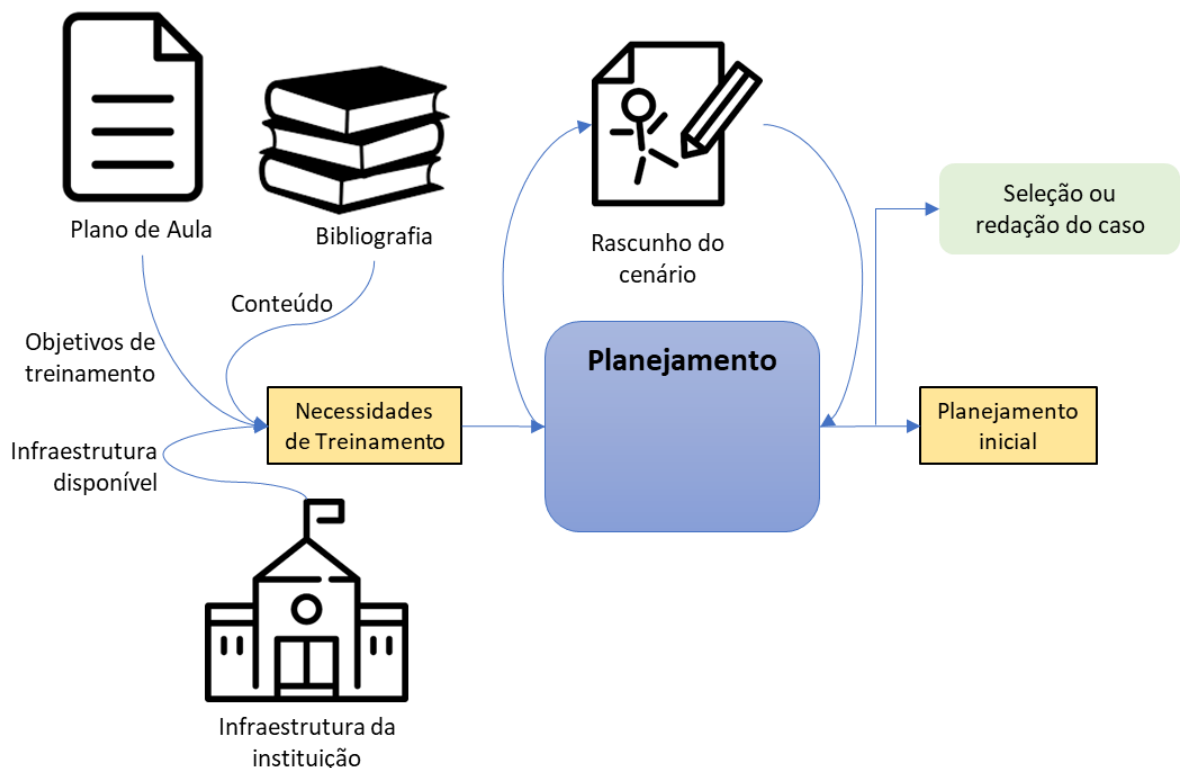 Plano de Aula
Bibliografia
Rascunho do
cenário
Seleção ou
redação do caso
Conteúdo
Objetivos de
treinamento
Planejamento
Necessidades
de Treinamento
Planejamento
inicial
Infraestrutura
disponível
Infraestrutura da
instituição